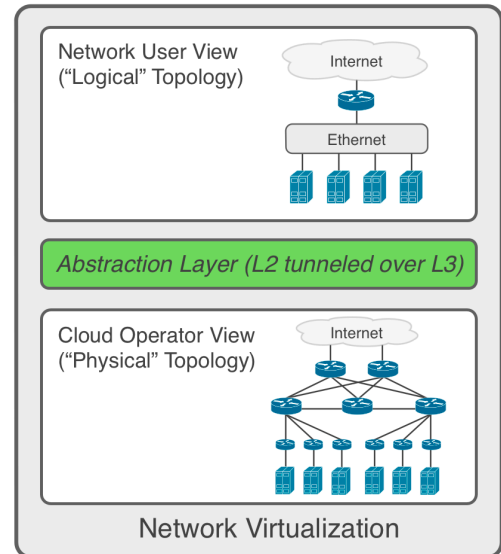 Network User View
(“Logical” Topology)
Internet
Ethernet
Abstraction Layer (L2 tunneled over L3)
Cloud Operator View
(“Physical” Topology)
Internet
Network Virtualization